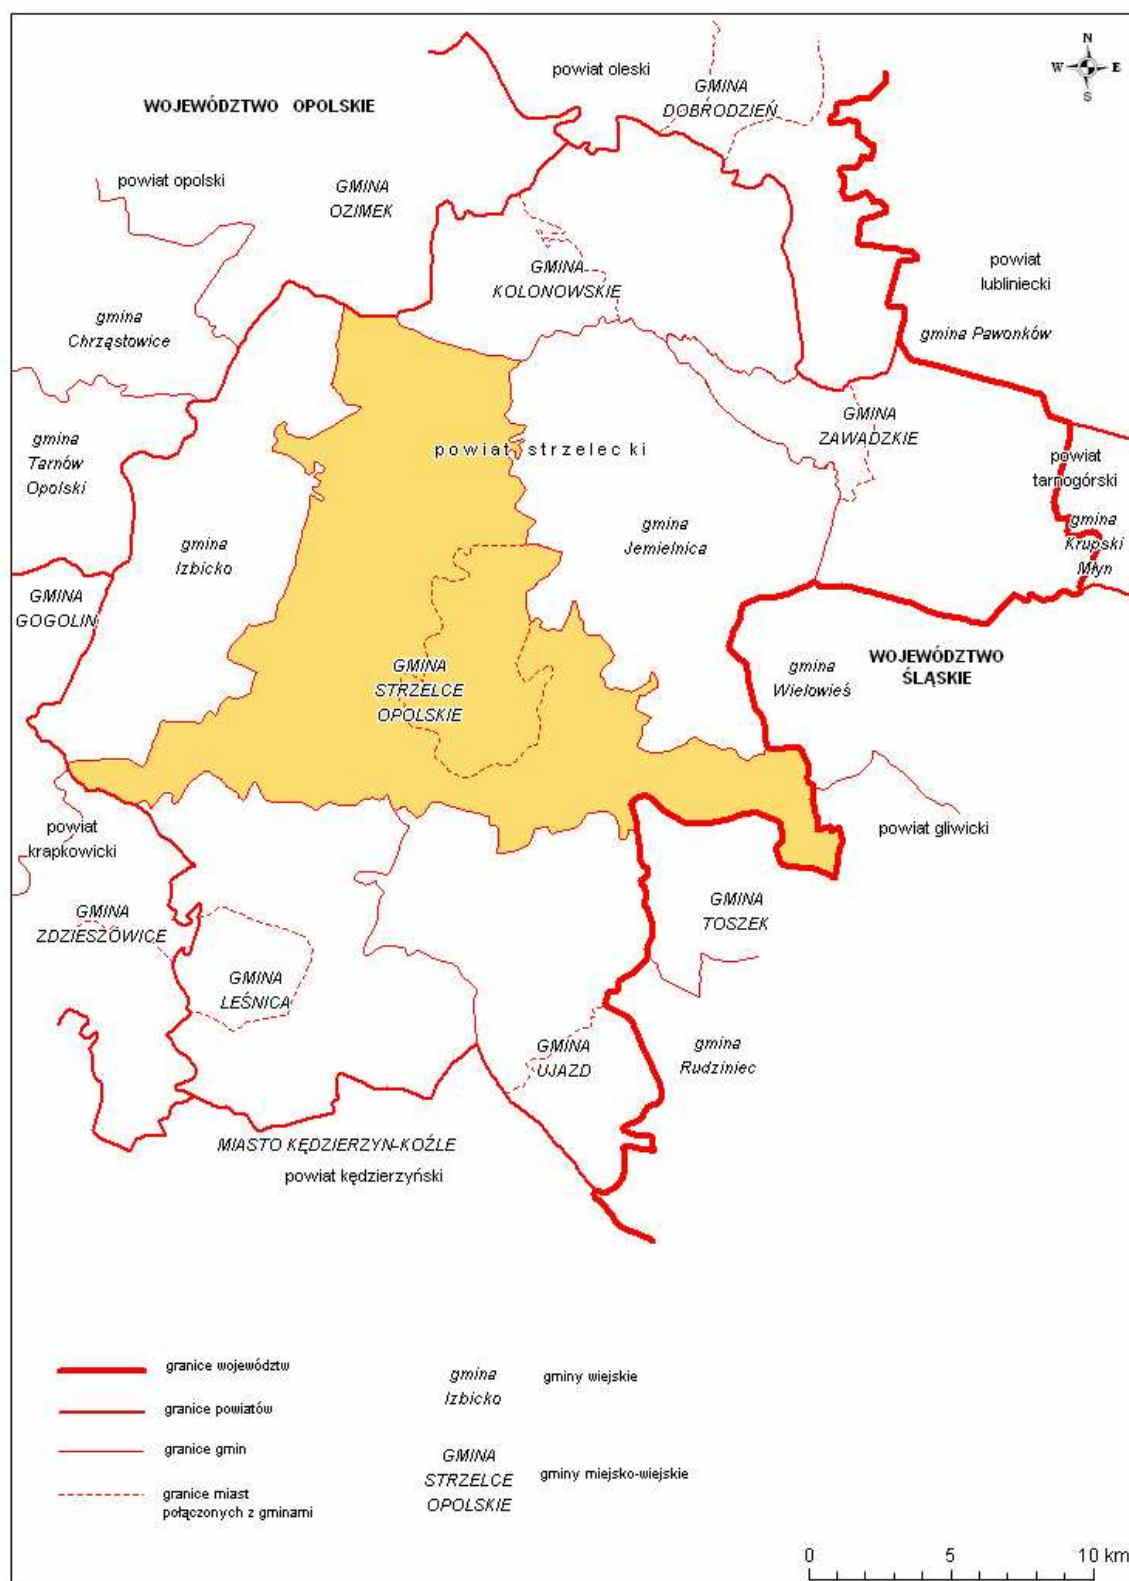 N
W E
S
powiat oleski
GMINA
DOBRODZIEŃ
WOJEWÓDZTWO OPOLSKIE
powiat opolski
GMINA
OZIMEK
GMINA
KOLONOWSKIE
powiat
lubliniecki
gmina
Chrząstowice
gmina Pawonków
gmina
Tarnów
Opolski
GMINA
ZAWADZKIE
powiat strzelecki
powiat
tarnogórski
gmina
Krupski
Młyn
gmina
Izbicko
gmina
Jemielnica
GMINA
GOGOLIN
GMINA
STRZELCE
OPOLSKIE
gmina
Wielowieś
WOJEWÓDZTWO
ŚLĄSKIE
powiat
krapkowicki
powiat gliwicki
GMINA
ZDZIESZOWICE
GMINA
TOSZEK
GMINA
LEŚNICA
GMINA
UJAZD
gmina
Rudziniec
MIASTO KĘDZIERZYN-KOŹLE
powiat kędzierzyński
granice województw
granice powiatów
granice gmin
granice miast
połączonych z gminami
gmina
Izbicko
gminy wiejskie
GMINA
STRZELCE
OPOLSKIE
gminy miejsko-wiejskie
0 5 10 km